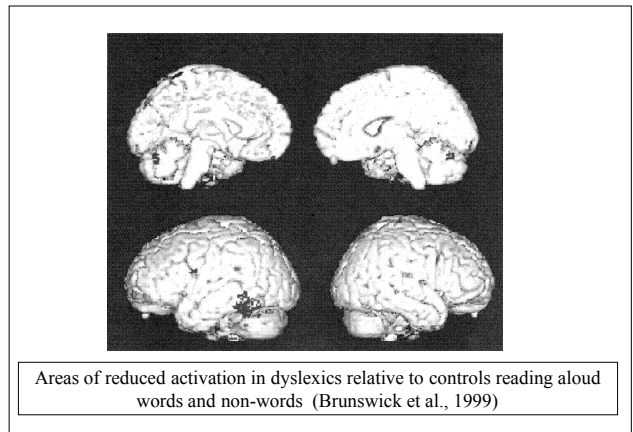 Areas of reduced activation in dyslexics relative to controls reading aloud
words and non-words (Brunswick et al., 1999)